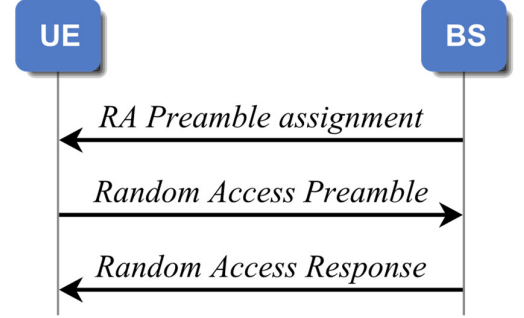 UE
BS
RA Preamble assignment
Random Access Preamble
Random Access Response